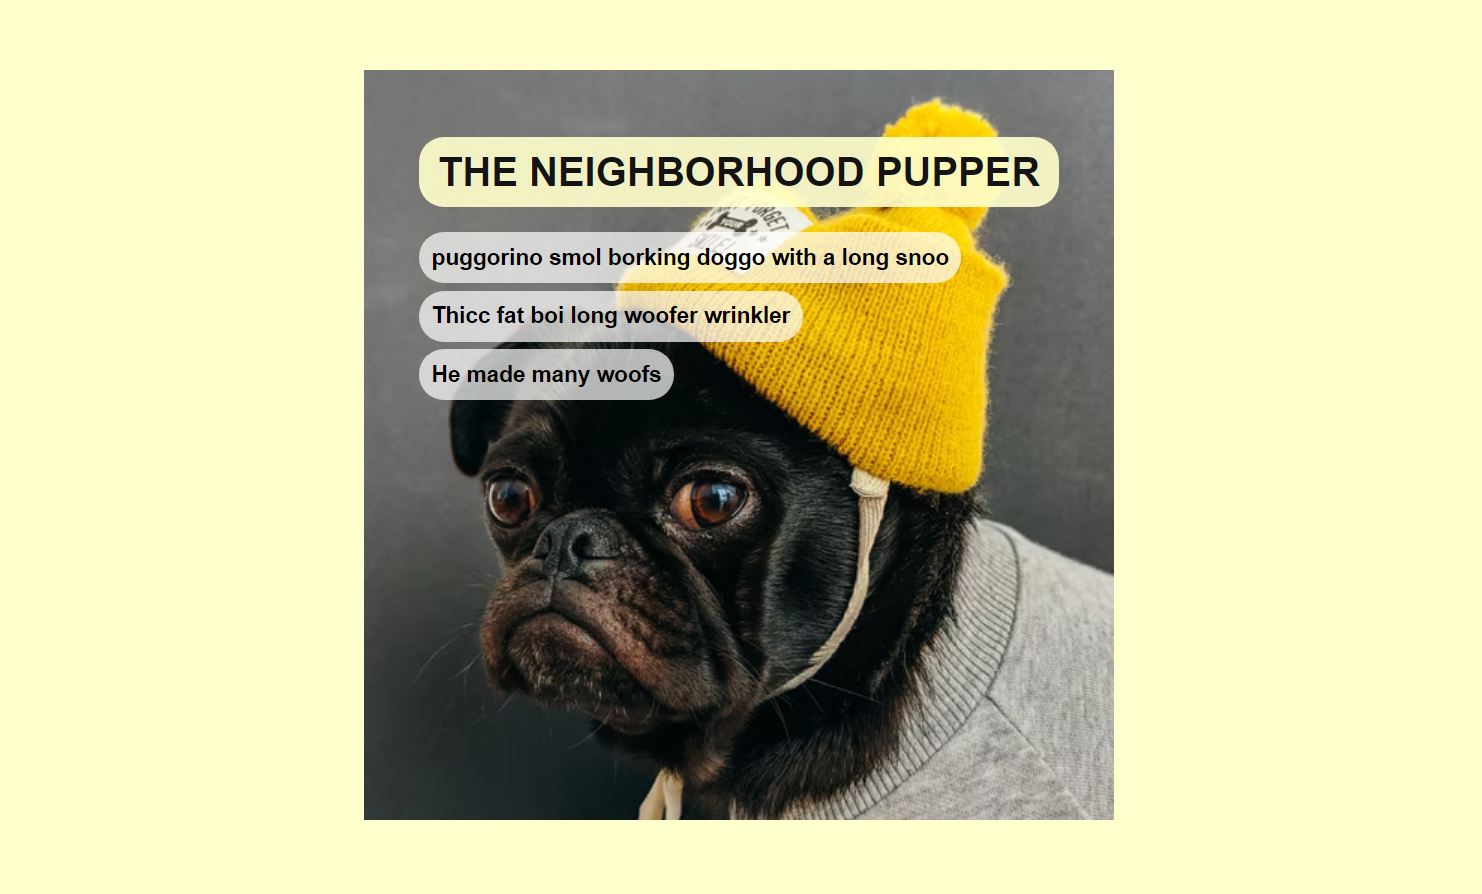 THE NEIGHBORHOOD PUPPER
puggorino smol borking doggo with a long snoo
Thicc fat boi long woofer wrinkler
He made many woofs